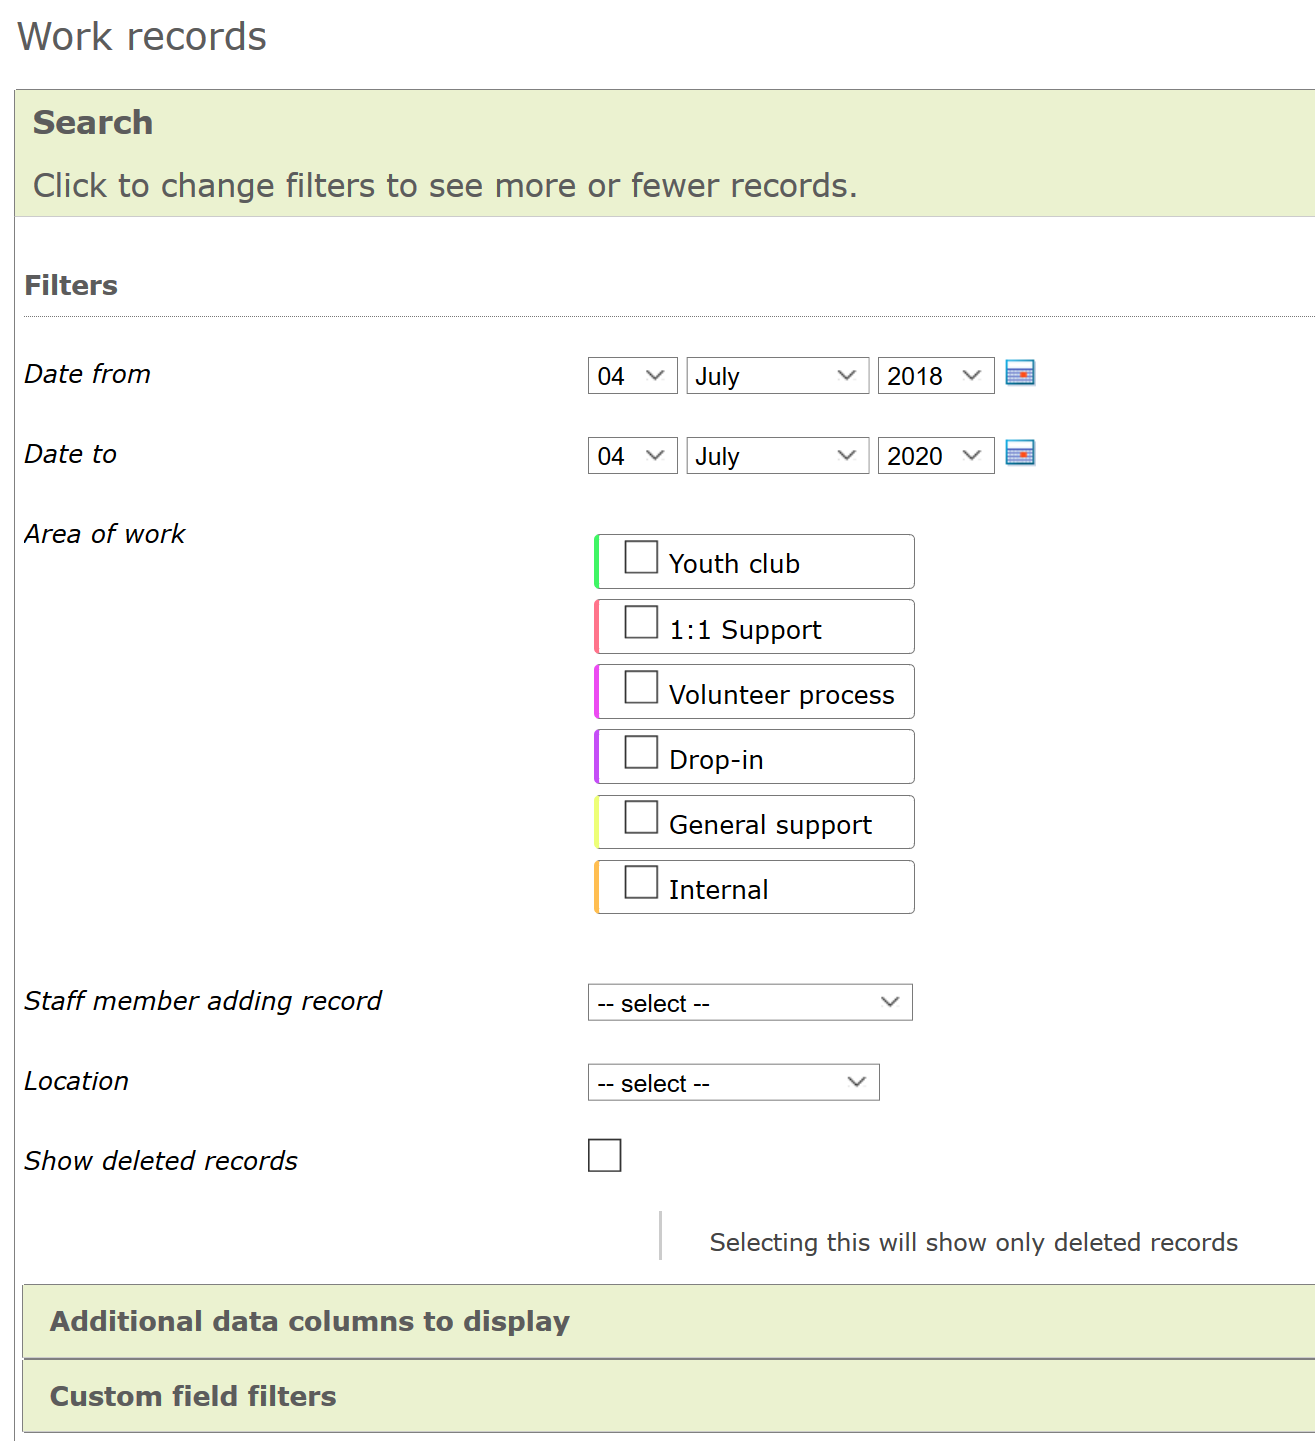 Work records
Search
Click to change filters to see more or fewer records.
Filters
Date from 04 July 2018
Date to 04 July 2020
Area of work
Youth club
1:1 Support
Volunteer process
Drop-in
General support
Internal
Staff member adding record -- select --
Location -- select --
Show deleted records
Selecting this will show only deleted records
Additional data columns to display
Custom field filters